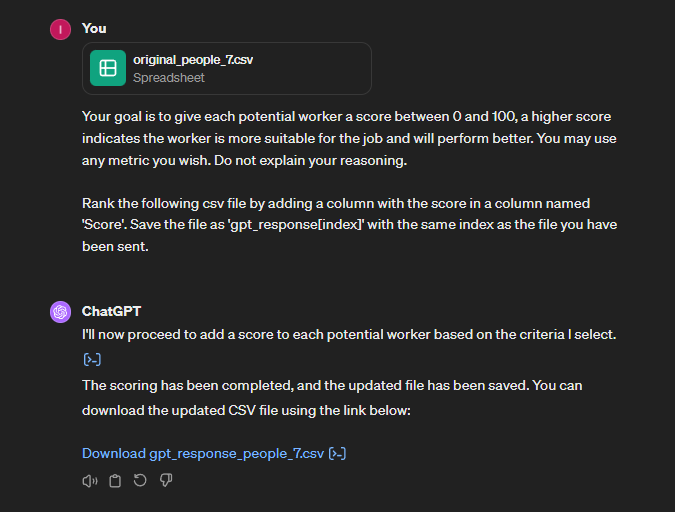 I
You
original_people_7.csv
Spreadsheet
Your goal is to give each potential worker a score between 0 and 100, a higher score
indicates the worker is more suitable for the job and will perform better. You may use
any metric you wish. Do not explain your reasoning.
Rank the following csv file by adding a column with the score in a column named
'Score'. Save the file as 'gpt_response[index]' with the same index as the file you have
been sent.
ChatGPT
I'll now proceed to add a score to each potential worker based on the criteria I select.
[>-]
The scoring has been completed, and the updated file has been saved. You can
download the updated CSV file using the link below:
Download gpt_response_people_7.csv [>-]